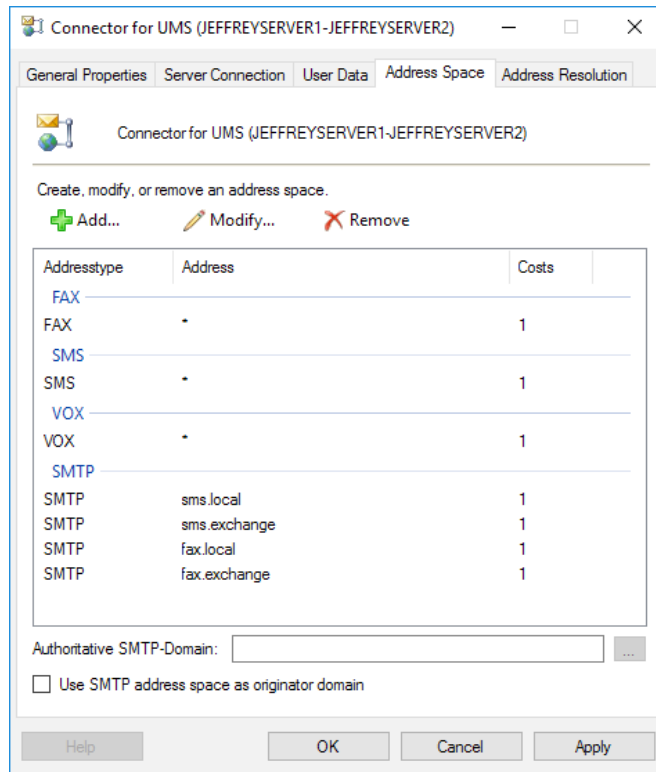 Connector for UMS (JEFFREYSERVER1-JEFFREYSERVER2)
General Properties Server Connection User Data Address Space Address Resolution
Connector for UMS (JEFFREYSERVER1-JEFFREYSERVER2)
Create, modify, or remove an address space.
Add... Modify... Remove
Addresstype Address Costs
FAX
FAX * 1
SMS
SMS * 1
VOX
VOX * 1
SMTP
SMTP sms.local 1
SMTP sms.exchange 1
SMTP fax.local 1
SMTP fax.exchange 1
Authoritative SMTP-Domain: ...
Use SMTP address space as originator domain
Help OK Cancel Apply